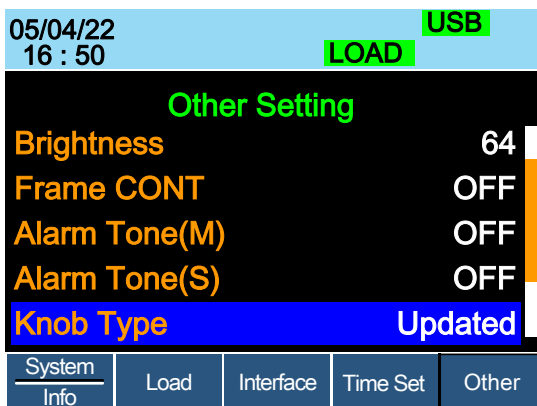 05/04/22 USB
16 : 50 LOAD
Other Setting
Brightness 64
Frame CONT OFF
Alarm Tone(M) OFF
Alarm Tone(S) OFF
Knob Type Updated
System Info Load Interface Time Set Other